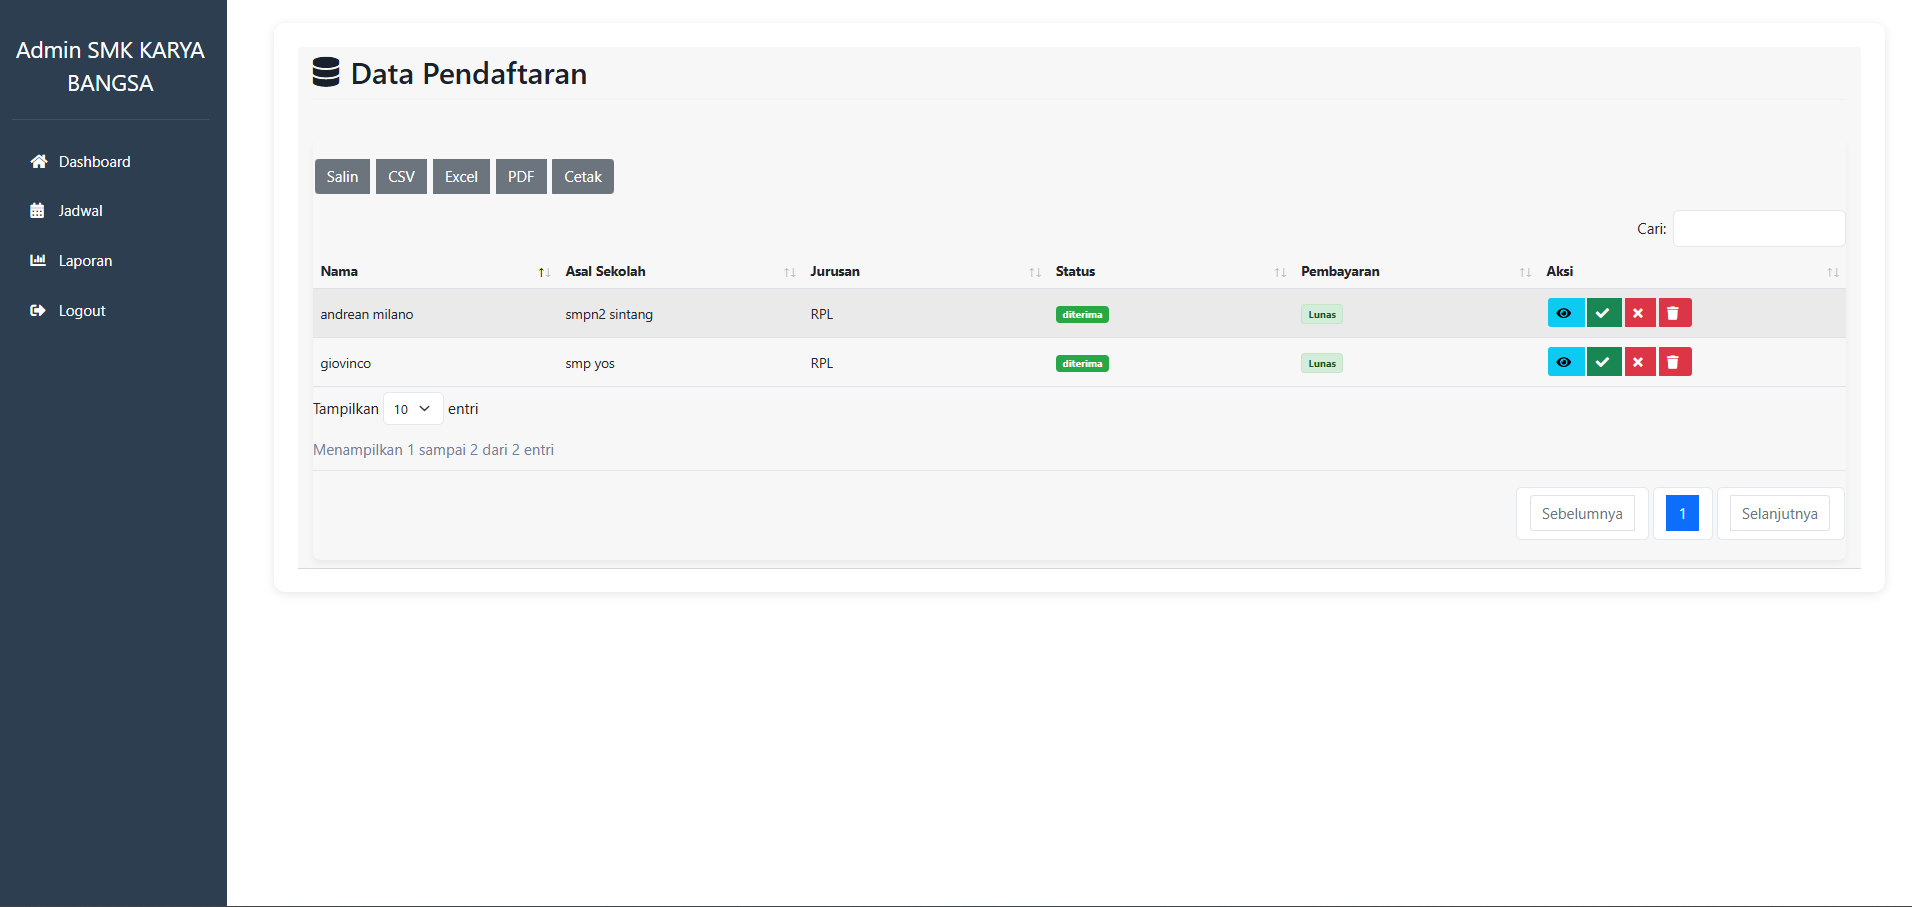 Admin SMK KARYA
BANGSA
Dashboard
Jadwal
Laporan
Logout
Data Pendaftaran
Salin CSV Excel PDF Cetak
Cari:
Nama Asal Sekolah Jurusan Status Pembayaran Aksi
andrean milano smpn2 sintang RPL diterima Lunas
giovinco smp yos RPL diterima Lunas
Tampilkan 10 entri
Menampilkan 1 sampai 2 dari 2 entri
Sebelumnya 1 Selanjutnya